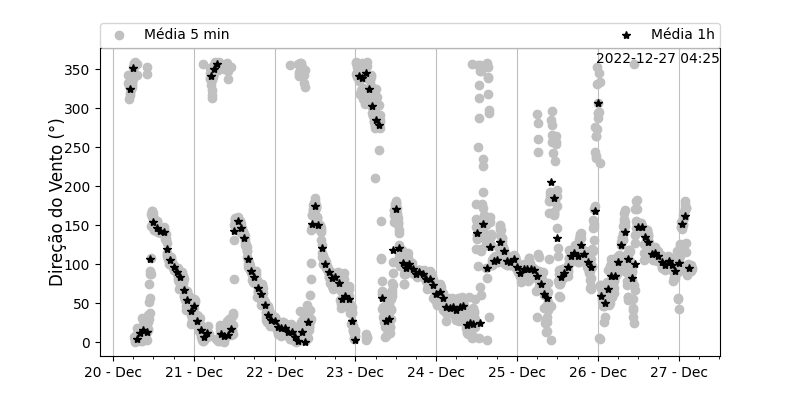 Média 5 min
Média 1h
2022-12-27 04:25
Direção do Vento (°)
350
300
250
200
150
100
50
0
20 - Dec
21 - Dec
22 - Dec
23 - Dec
24 - Dec
25 - Dec
26 - Dec
27 - Dec